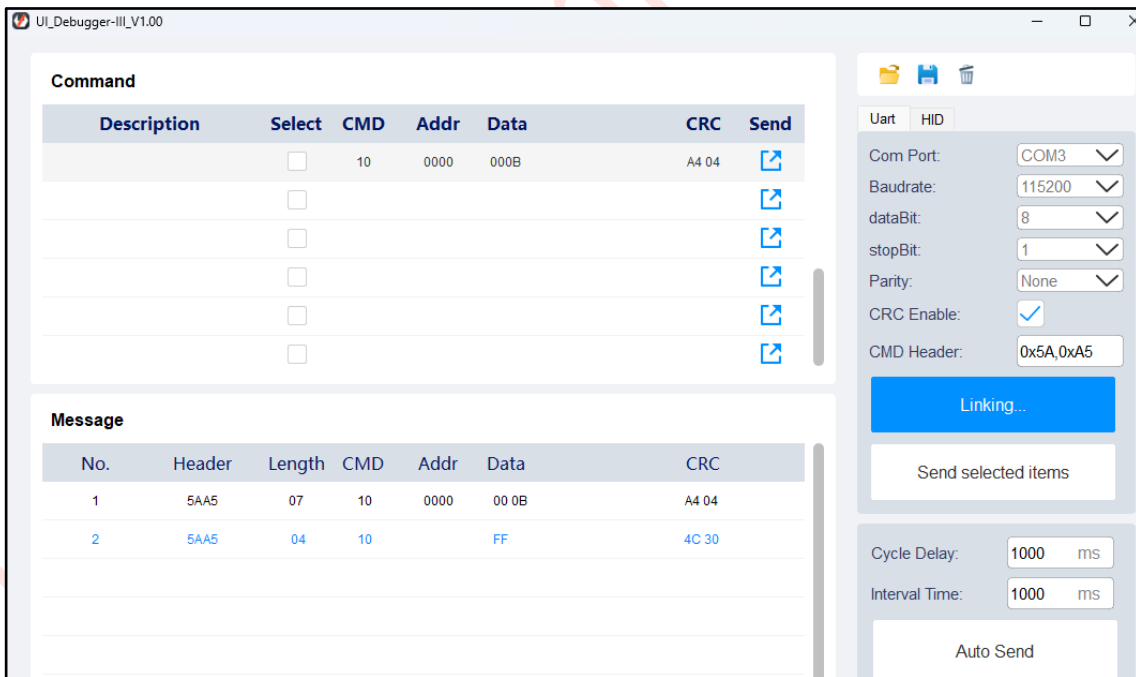 UI_Debugger-III_V1.00
Command
Description Select CMD Addr Data CRC Send
10 0000 000B A4 04
Message
No. Header Length CMD Addr Data CRC
1 5AA5 07 10 0000 00 0B A4 04
2 5AA5 04 10 FF 4C 30
Uart HID
Com Port: COM3
Baudrate: 115200
dataBit: 8
stopBit: 1
Parity: None
CRC Enable:
CMD Header: 0x5A,0xA5
Linking...
Send selected items
Cycle Delay: 1000 ms
Interval Time: 1000 ms
Auto Send